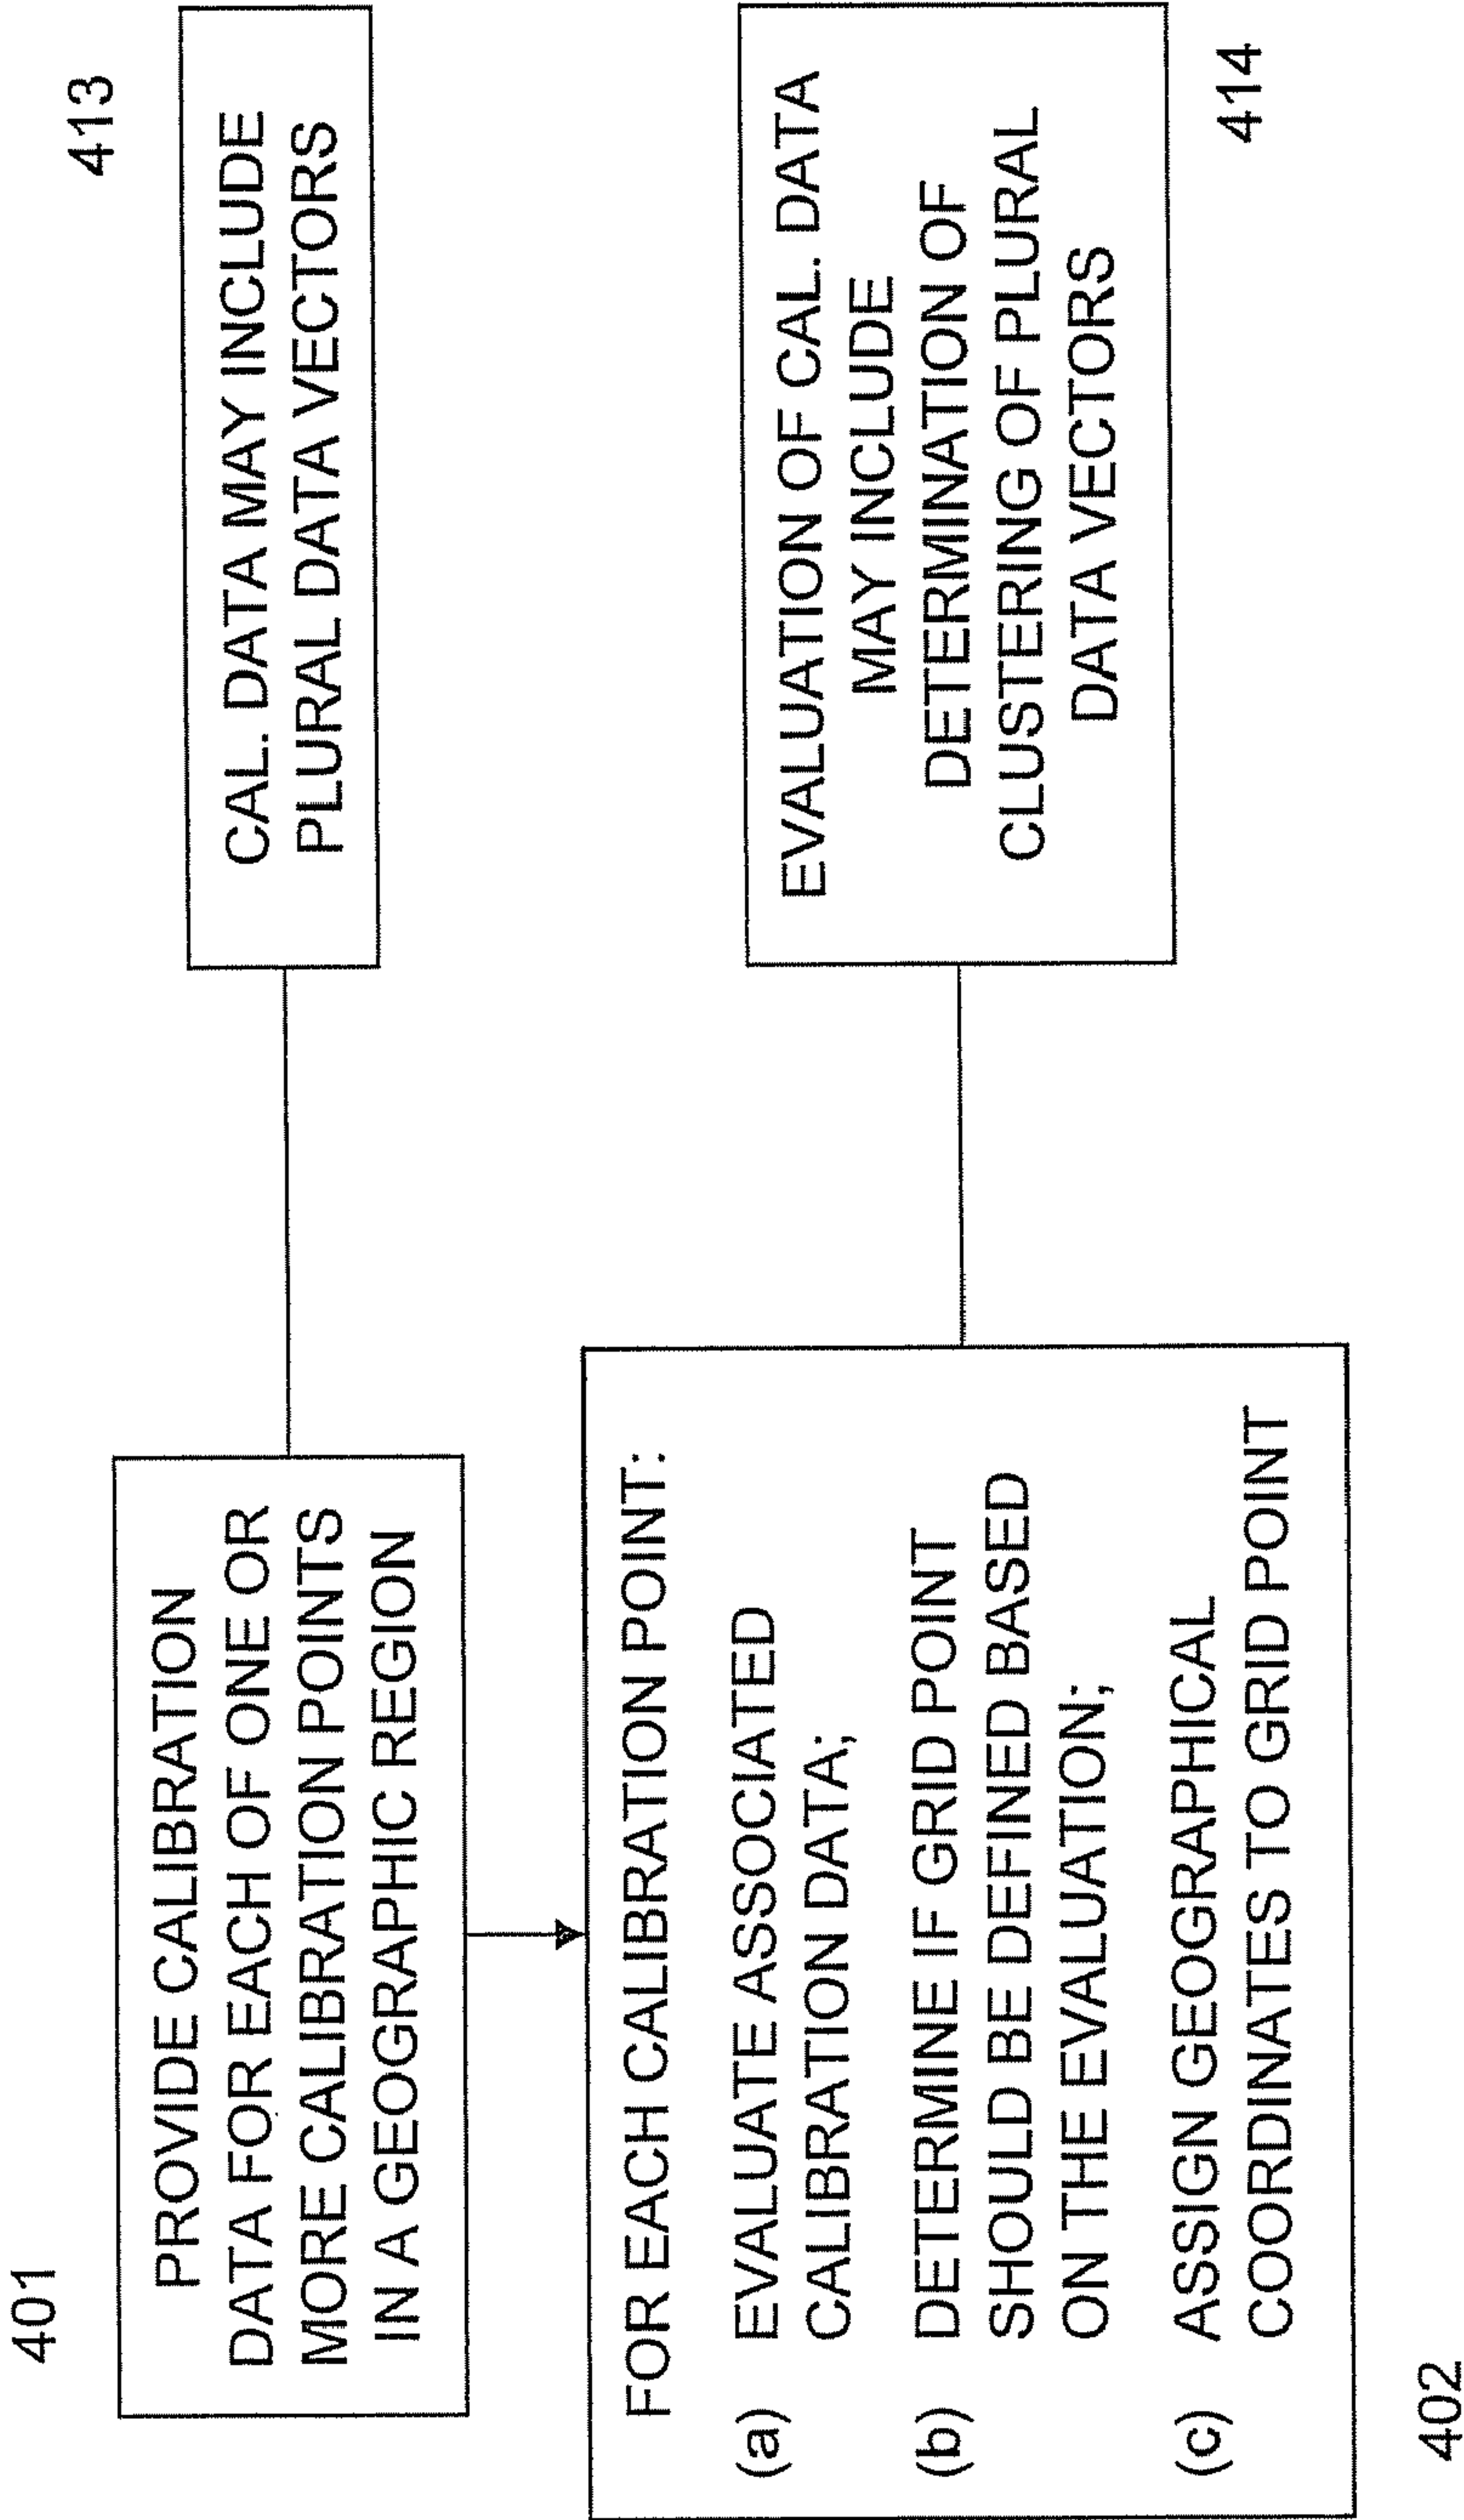 401
PROVIDE CALIBRATION
DATA FOR EACH OF ONE OR
MORE CALIBRATION POINTS
IN A GEOGRAPHIC REGION
413
CAL. DATA MAY INCLUDE
PLURAL DATA VECTORS
FOR EACH CALIBRATION POINT:
(a) EVALUATE ASSOCIATED
CALIBRATION DATA;
(b) DETERMINE IF GRID POINT
SHOULD BE DEFINED BASED
ON THE EVALUATION;
(c) ASSIGN GEOGRAPHICAL
COORDINATES TO GRID POINT
402
EVALUATION OF CAL. DATA
MAY INCLUDE
DETERMINATION OF
CLUSTERING OF PLURAL
DATA VECTORS
414